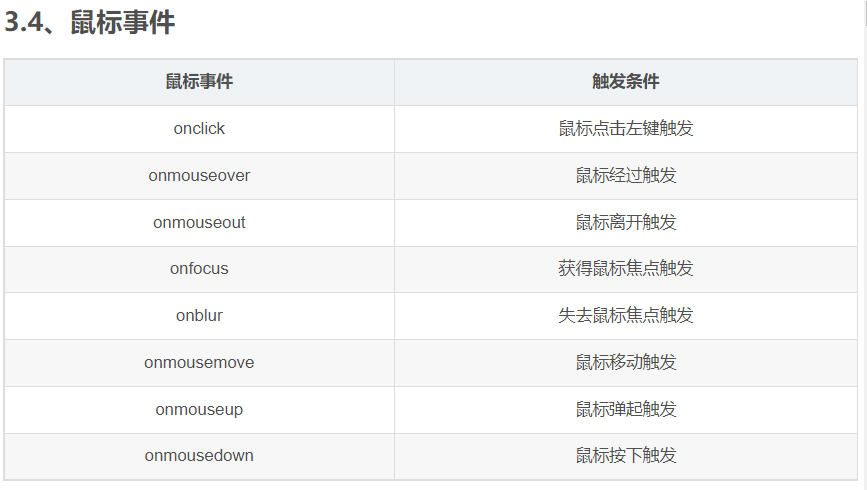 3.4、鼠标事件
鼠标事件 触发条件
onclick 鼠标点击左键触发
onmouseover 鼠标经过触发
onmouseout 鼠标离开触发
onfocus 获得鼠标焦点触发
onblur 失去鼠标焦点触发
onmousemove 鼠标移动触发
onmouseup 鼠标弹起触发
onmousedown 鼠标按下触发